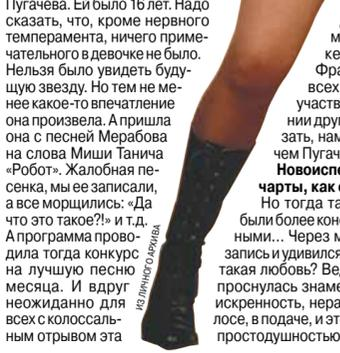 Пугачева. Ей было 16 лет. Надо
сказать, что, кроме нервного
темперамента, ничего приме-
чательного в девочке не было.
Нельзя было увидеть буду-
щую звезду. Но тем не ме-
нее какое-то впечатление
она произвела. А пришла
она с песней Мерабова
на слова Миши Танича
«Робот». Жалобная пе-
сенка, мы ее записали,
а все морщились: «Да
что это такое?!» и т.д.
А программа прово-
дила тогда конкурс
на лучшую песню
месяца. И вдруг
неожиданно для
всех с колоссаль-
ным отрывом эта
ИЗ ЛИЧНОГО АРХИВА
м
ке
Фра
всех
участв
нии друг
зать, нам
чем Пугач
Новоиспе
чарты, как
Но тогда та
были более кон
ными... Через м
запись и удивился
такая любовь? Вед
проснулась знаме
искренность, нера
лосе, в подаче, и эт
простодушностью